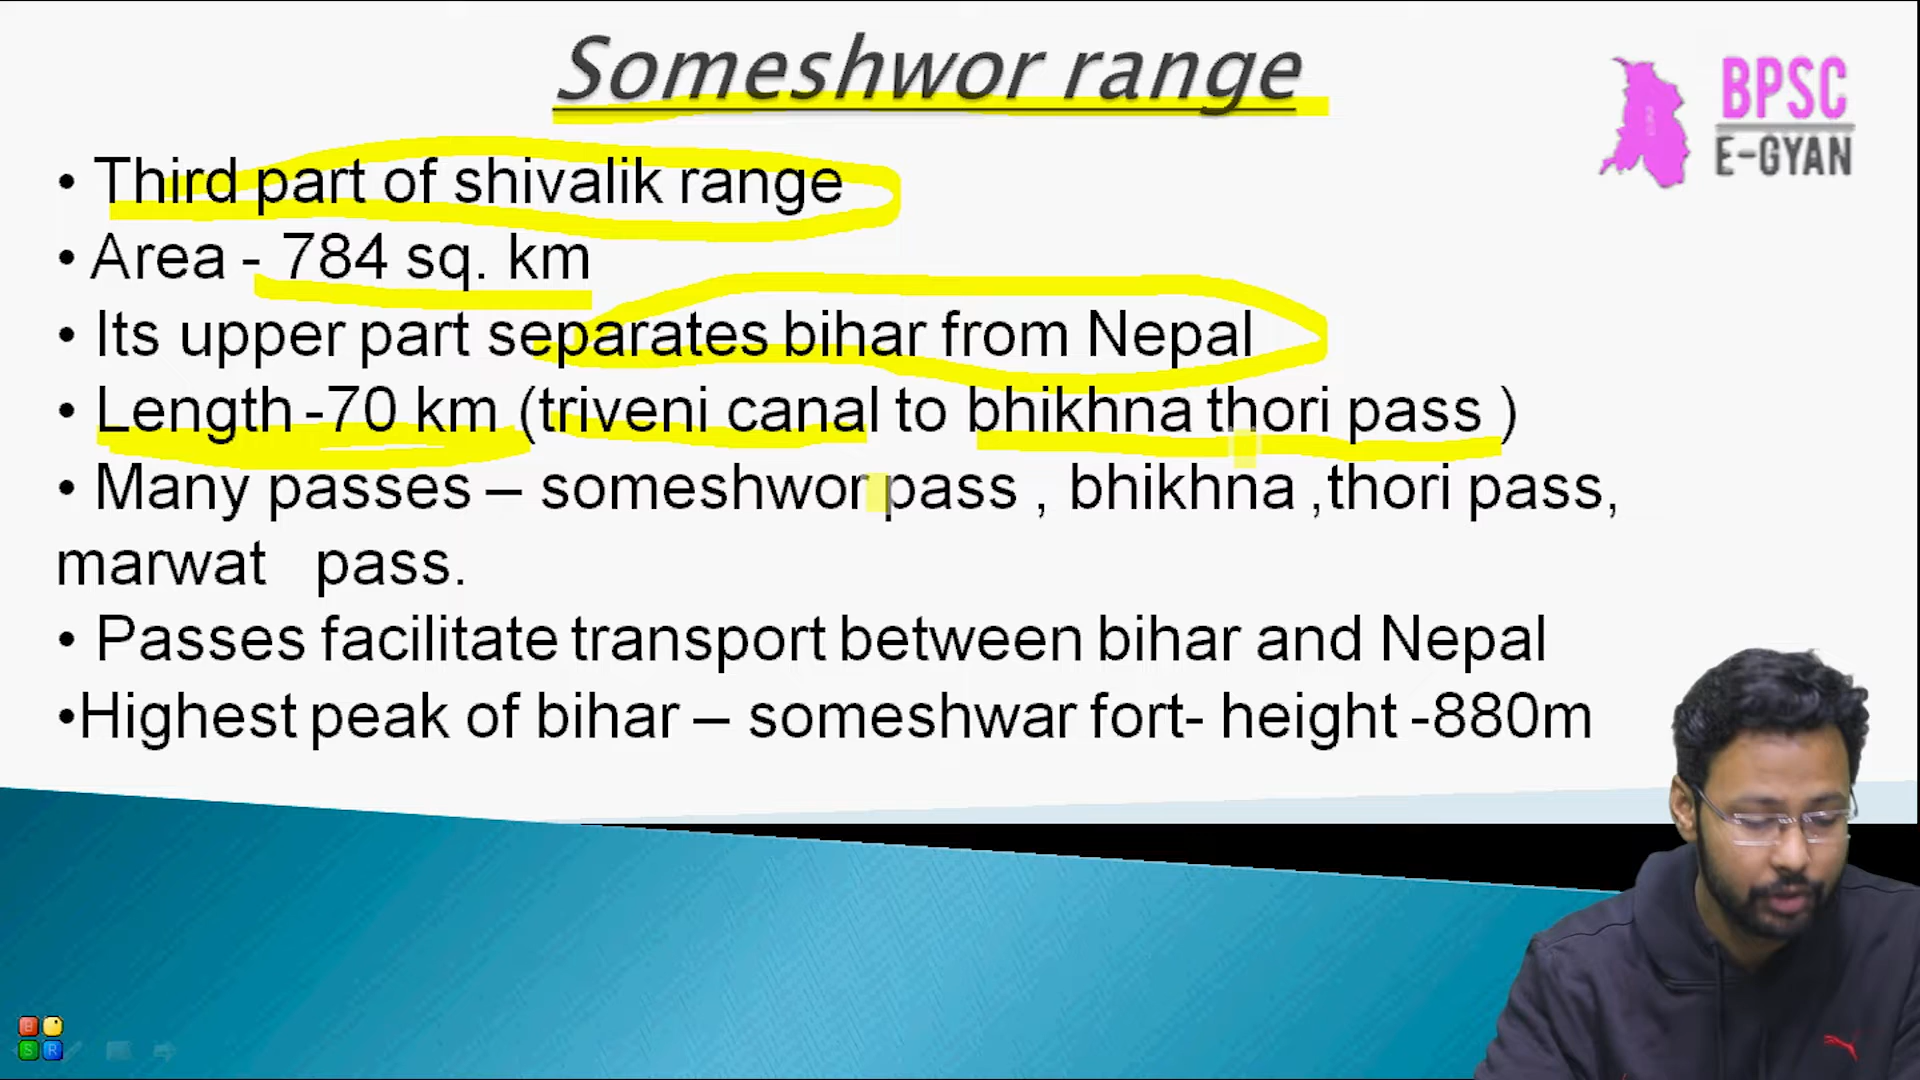 Someshwor range
BPSC
E-GYAN
• Third part of shivalik range
• Area - 784 sq. km
• Its upper part separates bihar from Nepal
• Length -70 km (triveni canal to bhikhna thori pass )
• Many passes – someshwor pass , bhikhna ,thori pass,
marwat pass.
• Passes facilitate transport between bihar and Nepal
•Highest peak of bihar – someshwar fort- height -880m
B
S R